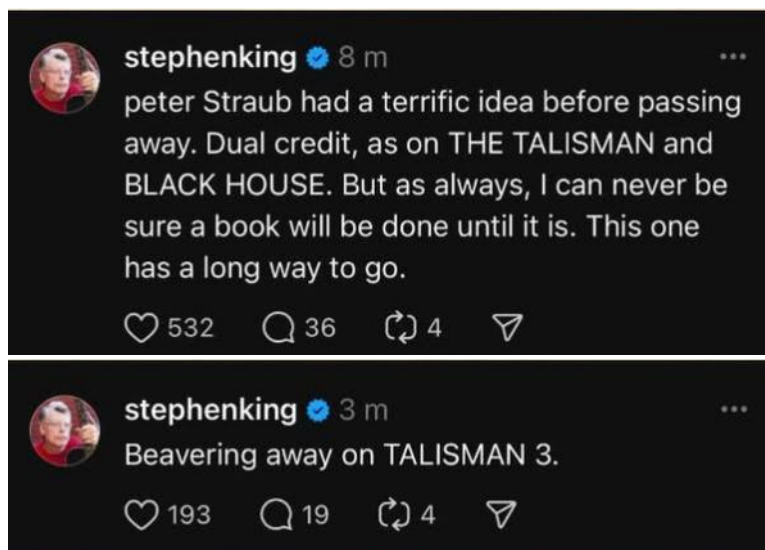 stephenking 8 m
peter Straub had a terrific idea before passing
away. Dual credit, as on THE TALISMAN and
BLACK HOUSE. But as always, I can never be
sure a book will be done until it is. This one
has a long way to go.
532 36 4
stephenking 3 m
Beavering away on TALISMAN 3.
193 19 4